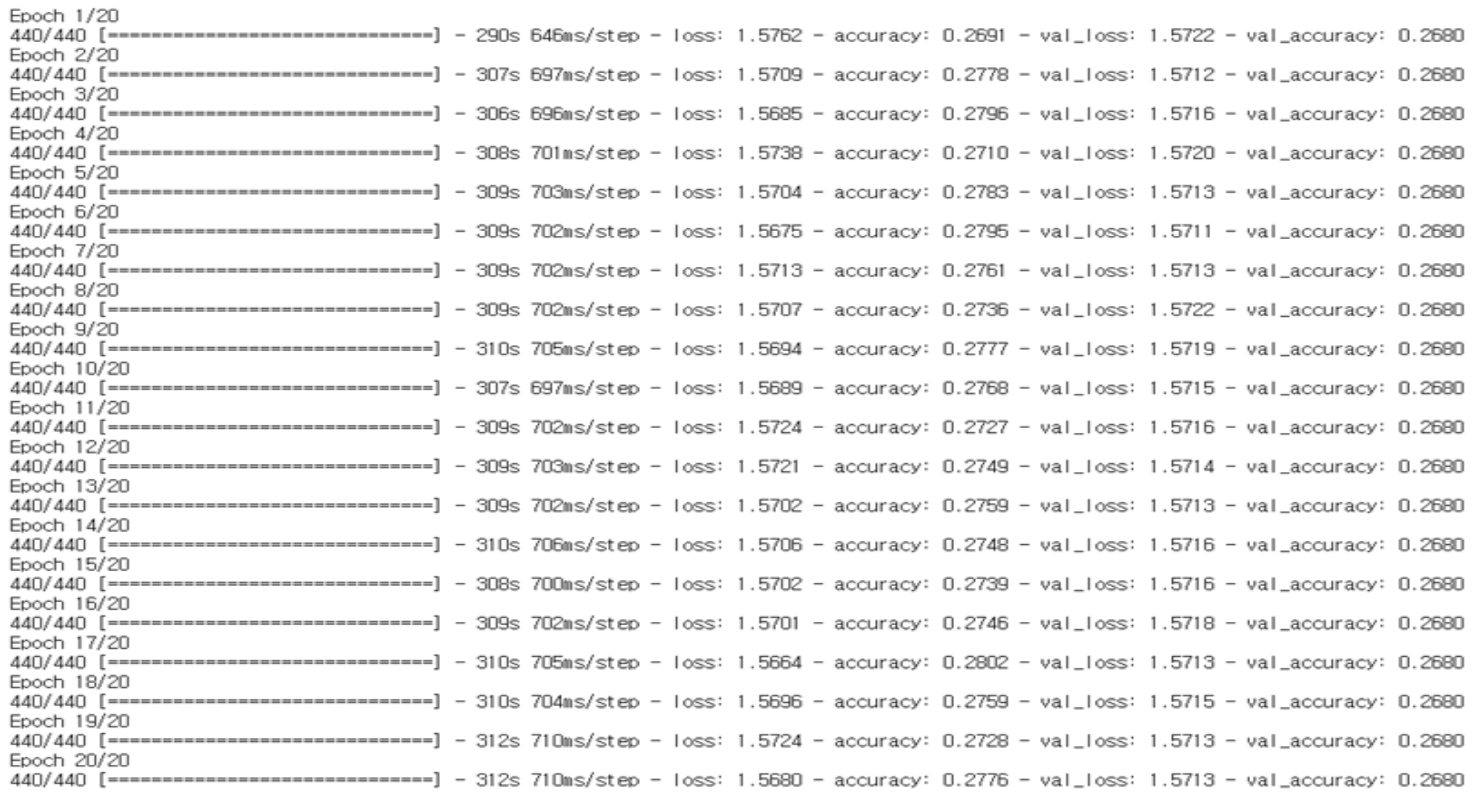 Epoch 1/20
440/440 [==============================] - 290s 646ms/step - loss: 1.5762 - accuracy: 0.2691 - val_loss: 1.5722 - val_accuracy: 0.2680
Epoch 2/20
440/440 [==============================] - 307s 697ms/step - loss: 1.5709 - accuracy: 0.2778 - val_loss: 1.5712 - val_accuracy: 0.2680
Epoch 3/20
440/440 [==============================] - 306s 696ms/step - loss: 1.5685 - accuracy: 0.2796 - val_loss: 1.5716 - val_accuracy: 0.2680
Epoch 4/20
440/440 [==============================] - 308s 701ms/step - loss: 1.5738 - accuracy: 0.2710 - val_loss: 1.5720 - val_accuracy: 0.2680
Epoch 5/20
440/440 [==============================] - 309s 703ms/step - loss: 1.5704 - accuracy: 0.2783 - val_loss: 1.5713 - val_accuracy: 0.2680
Epoch 6/20
440/440 [==============================] - 309s 702ms/step - loss: 1.5675 - accuracy: 0.2795 - val_loss: 1.5711 - val_accuracy: 0.2680
Epoch 7/20
440/440 [==============================] - 309s 702ms/step - loss: 1.5713 - accuracy: 0.2761 - val_loss: 1.5713 - val_accuracy: 0.2680
Epoch 8/20
440/440 [==============================] - 309s 702ms/step - loss: 1.5707 - accuracy: 0.2736 - val_loss: 1.5722 - val_accuracy: 0.2680
Epoch 9/20
440/440 [==============================] - 310s 705ms/step - loss: 1.5694 - accuracy: 0.2777 - val_loss: 1.5719 - val_accuracy: 0.2680
Epoch 10/20
440/440 [==============================] - 307s 697ms/step - loss: 1.5689 - accuracy: 0.2768 - val_loss: 1.5715 - val_accuracy: 0.2680
Epoch 11/20
440/440 [==============================] - 309s 702ms/step - loss: 1.5724 - accuracy: 0.2727 - val_loss: 1.5716 - val_accuracy: 0.2680
Epoch 12/20
440/440 [==============================] - 309s 703ms/step - loss: 1.5721 - accuracy: 0.2749 - val_loss: 1.5714 - val_accuracy: 0.2680
Epoch 13/20
440/440 [==============================] - 309s 702ms/step - loss: 1.5702 - accuracy: 0.2759 - val_loss: 1.5713 - val_accuracy: 0.2680
Epoch 14/20
440/440 [==============================] - 310s 706ms/step - loss: 1.5706 - accuracy: 0.2748 - val_loss: 1.5716 - val_accuracy: 0.2680
Epoch 15/20
440/440 [==============================] - 308s 700ms/step - loss: 1.5702 - accuracy: 0.2739 - val_loss: 1.5716 - val_accuracy: 0.2680
Epoch 16/20
440/440 [==============================] - 309s 702ms/step - loss: 1.5701 - accuracy: 0.2746 - val_loss: 1.5718 - val_accuracy: 0.2680
Epoch 17/20
440/440 [==============================] - 310s 705ms/step - loss: 1.5664 - accuracy: 0.2802 - val_loss: 1.5713 - val_accuracy: 0.2680
Epoch 18/20
440/440 [==============================] - 310s 704ms/step - loss: 1.5696 - accuracy: 0.2759 - val_loss: 1.5715 - val_accuracy: 0.2680
Epoch 19/20
440/440 [==============================] - 312s 710ms/step - loss: 1.5724 - accuracy: 0.2728 - val_loss: 1.5713 - val_accuracy: 0.2680
Epoch 20/20
440/440 [==============================] - 312s 710ms/step - loss: 1.5680 - accuracy: 0.2776 - val_loss: 1.5713 - val_accuracy: 0.2680